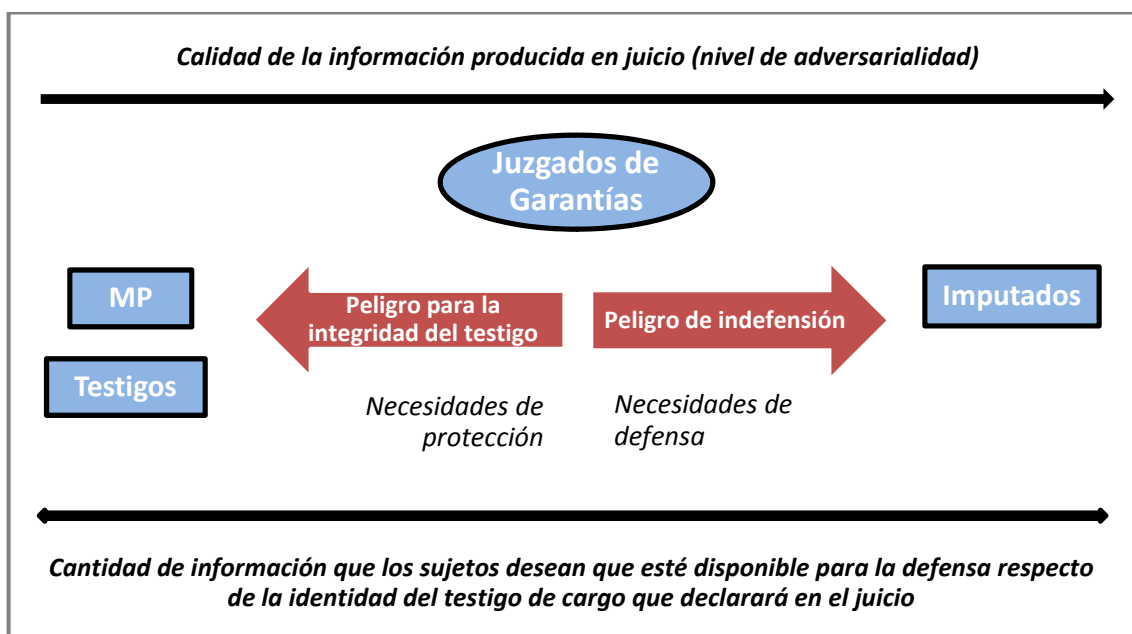 Calidad de la información producida en juicio (nivel de adversarialidad)
Juzgados de
Garantías
MP
Testigos
Peligro para la
integridad del testigo
Peligro de indefensión
Imputados
Necesidades de
protección
Necesidades de
defensa
Cantidad de información que los sujetos desean que esté disponible para la defensa respecto
de la identidad del testigo de cargo que declarará en el juicio